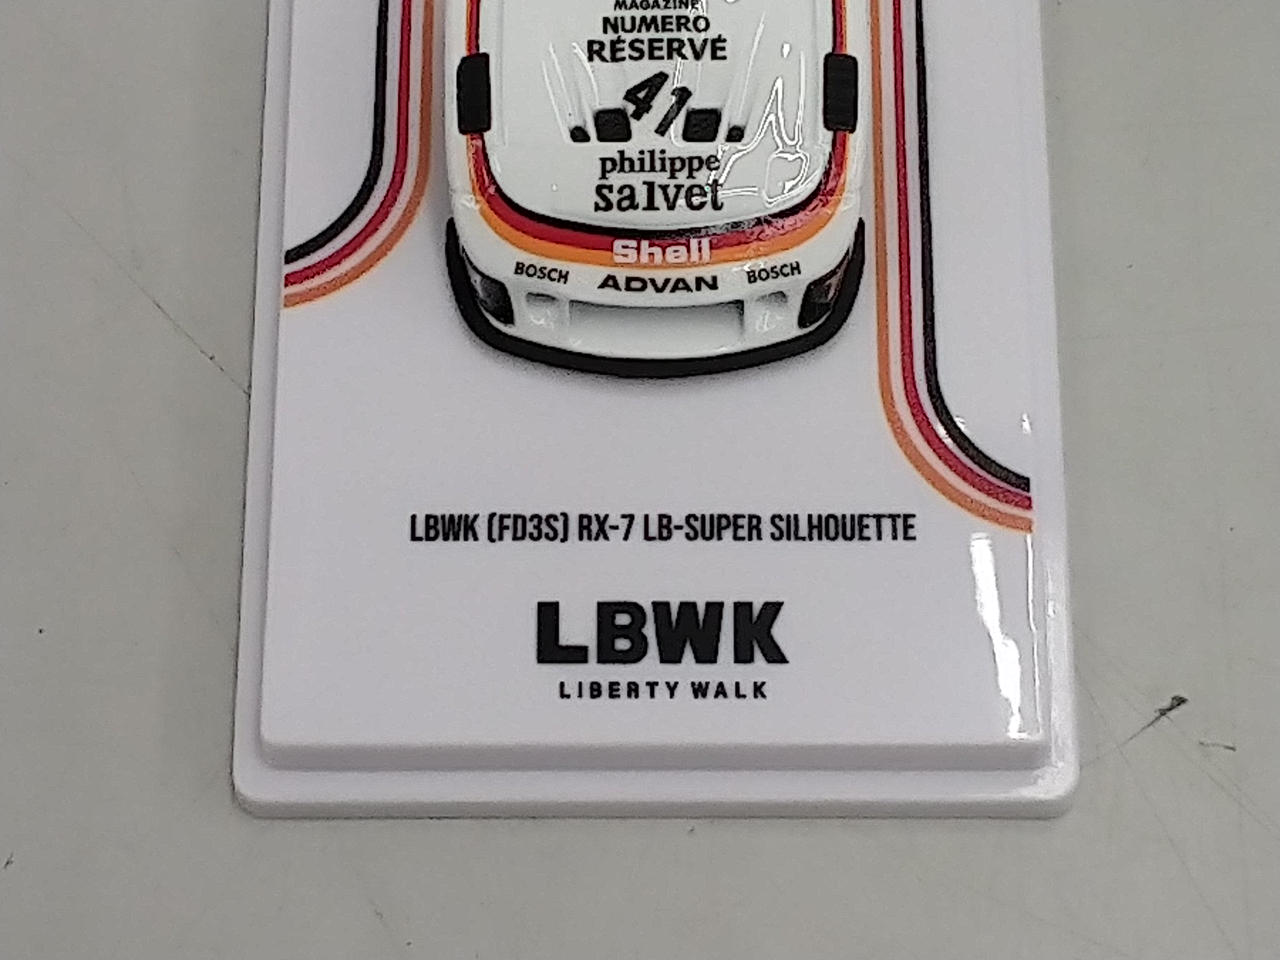 MAGAZINE
NUMERO
RÉSERVÉ
41
philippe
salvet
Shell
BOSCH ADVAN BOSCH
LBWK (FD3S) RX-7 LB-SUPER SILHOUETTE
LBWK
LIBERTY WALK